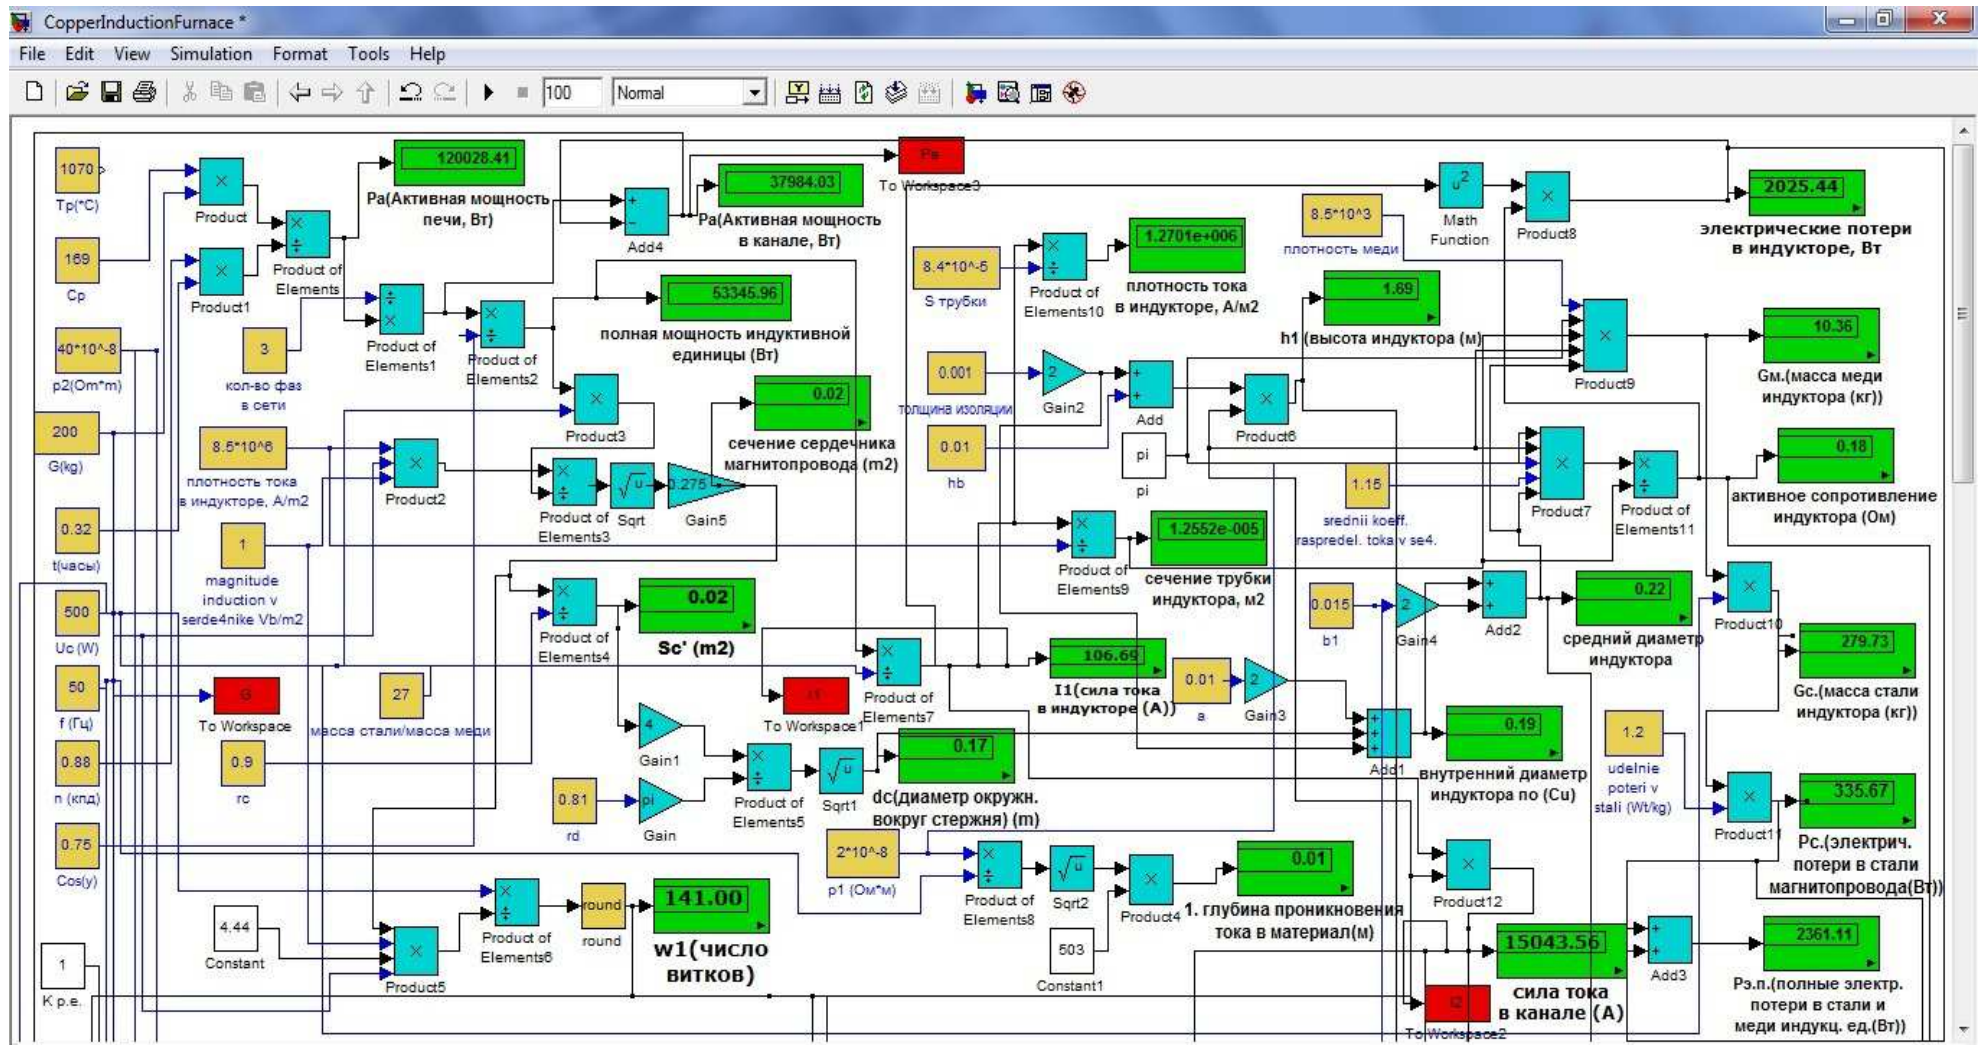 CopperInductionFurnace *
File Edit View Simulation Format Tools Help
100 Normal
1070
Tp(*C)
169
Cp
40*10^-8
p2(Om*m)
200
G(kg)
0.32
t(часы)
500
Uc (W)
50
f (Гц)
0.88
n (кпд)
0.75
Cos(y)
1
К р.е.
Product
Product1
Product of
Elements
120028.41
Pa(Активная мощность
печи, Вт)
Add4
37984.03
Pa(Активная мощность
в канале, Вт)
Pa
To Workspace3
3
кол-во фаз
в сети
Product of
Elements1
Product of
Elements2
53345.96
полная мощность индуктивной
единицы (Вт)
8.5*10^6
плотность тока
в индукторе, A/m2
Product2
Product3
0.02
сечение сердечника
магнитопровода (m2)
Product of
Elements3
u
Sqrt
0.275
Gain5
1
magnitude
induction v
serde4nike Vb/m2
Product of
Elements4
0.02
Sc' (m2)
G
To Workspace
27
масса стали/масса меди
0.9
rc
4
Gain1
0.81
rd
pi
Gain
Product of
Elements5
u
Sqrt1
0.17
dc(диаметр окружн.
вокруг стержня) (m)
I1
To Workspace1
Product of
Elements7
106.69
I1(сила тока
в индукторе (А))
4.44
Constant
Product5
Product of
Elements6
round
round
141.00
w1(число
витков)
2*10^-8
p1 (Ом*м)
Product of
Elements8
u
Sqrt2
503
Constant1
Product4
0.01
1. глубина проникновения
тока в материал(м)
8.4*10^-5
S трубки
Product of
Elements10
1.2701e+006
плотность тока
в индукторе, А/м2
0.001
толщина изоляции
2
Gain2
0.01
hb
Add
pi
pi
Product6
1.69
h1 (высота индуктора (м)
Product of
Elements9
1.2552e-005
сечение трубки
индуктора, м2
8.5*10^3
плотность меди
u²
Math
Function
Product8
2025.44
электрические потери
в индукторе, Вт
Product9
10.36
Gм.(масса меди
индуктора (кг))
1.15
srednii koeff.
raspredel. toka v se4.
Product7
Product of
Elements11
0.18
активное сопротивление
индуктора (Ом)
0.015
b1
2
Gain4
Add2
0.22
средний диаметр
индуктора
Product10
279.73
Gc.(масса стали
индуктора (кг))
0.01
a
2
Gain3
Add1
0.19
внутренний диаметр
индуктора по (Cu)
1.2
udelnie
poteri v
stali (Wt/kg)
Product11
335.67
Pc.(электрич.
потери в стали
магнитопровода(Вт))
Product12
15043.56
сила тока
в канале (А)
I2
To Workspace2
Add3
2361.11
Рэ.п.(полные электр.
потери в стали и
меди индукц. ед.(Вт))